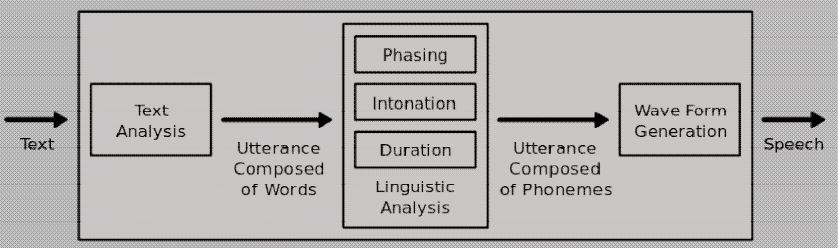 Text
Text
Analysis
Utterance
Composed
of Words
Phasing
Intonation
Duration
Linguistic
Analysis
Utterance
Composed
of Phonemes
Wave Form
Generation
Speech